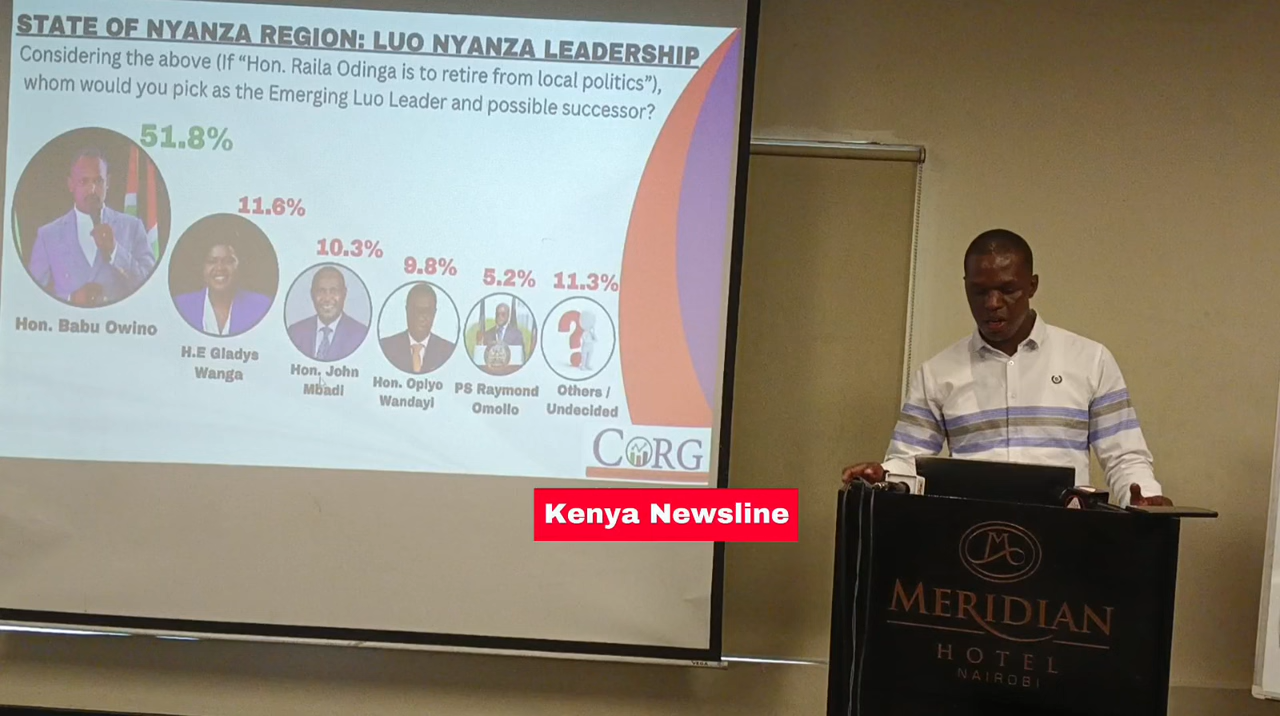 STATE OF NYANZA REGION: LUO NYANZA LEADERSHIP
Considering the above (If “Hon. Raila Odinga is to retire from local politics”),
whom would you pick as the Emerging Luo Leader and possible successor?
51.8%
Hon. Babu Owino
11.6%
H.E Gladys
Wanga
10.3%
Hon. John
Mbadi
9.8%
Hon. Opiyo
Wandayi
5.2%
PS Raymond
Omollo
11.3%
?
Others /
Undecided
CORG
Kenya Newsline
MERIDIAN
HOTEL
NAIROBI